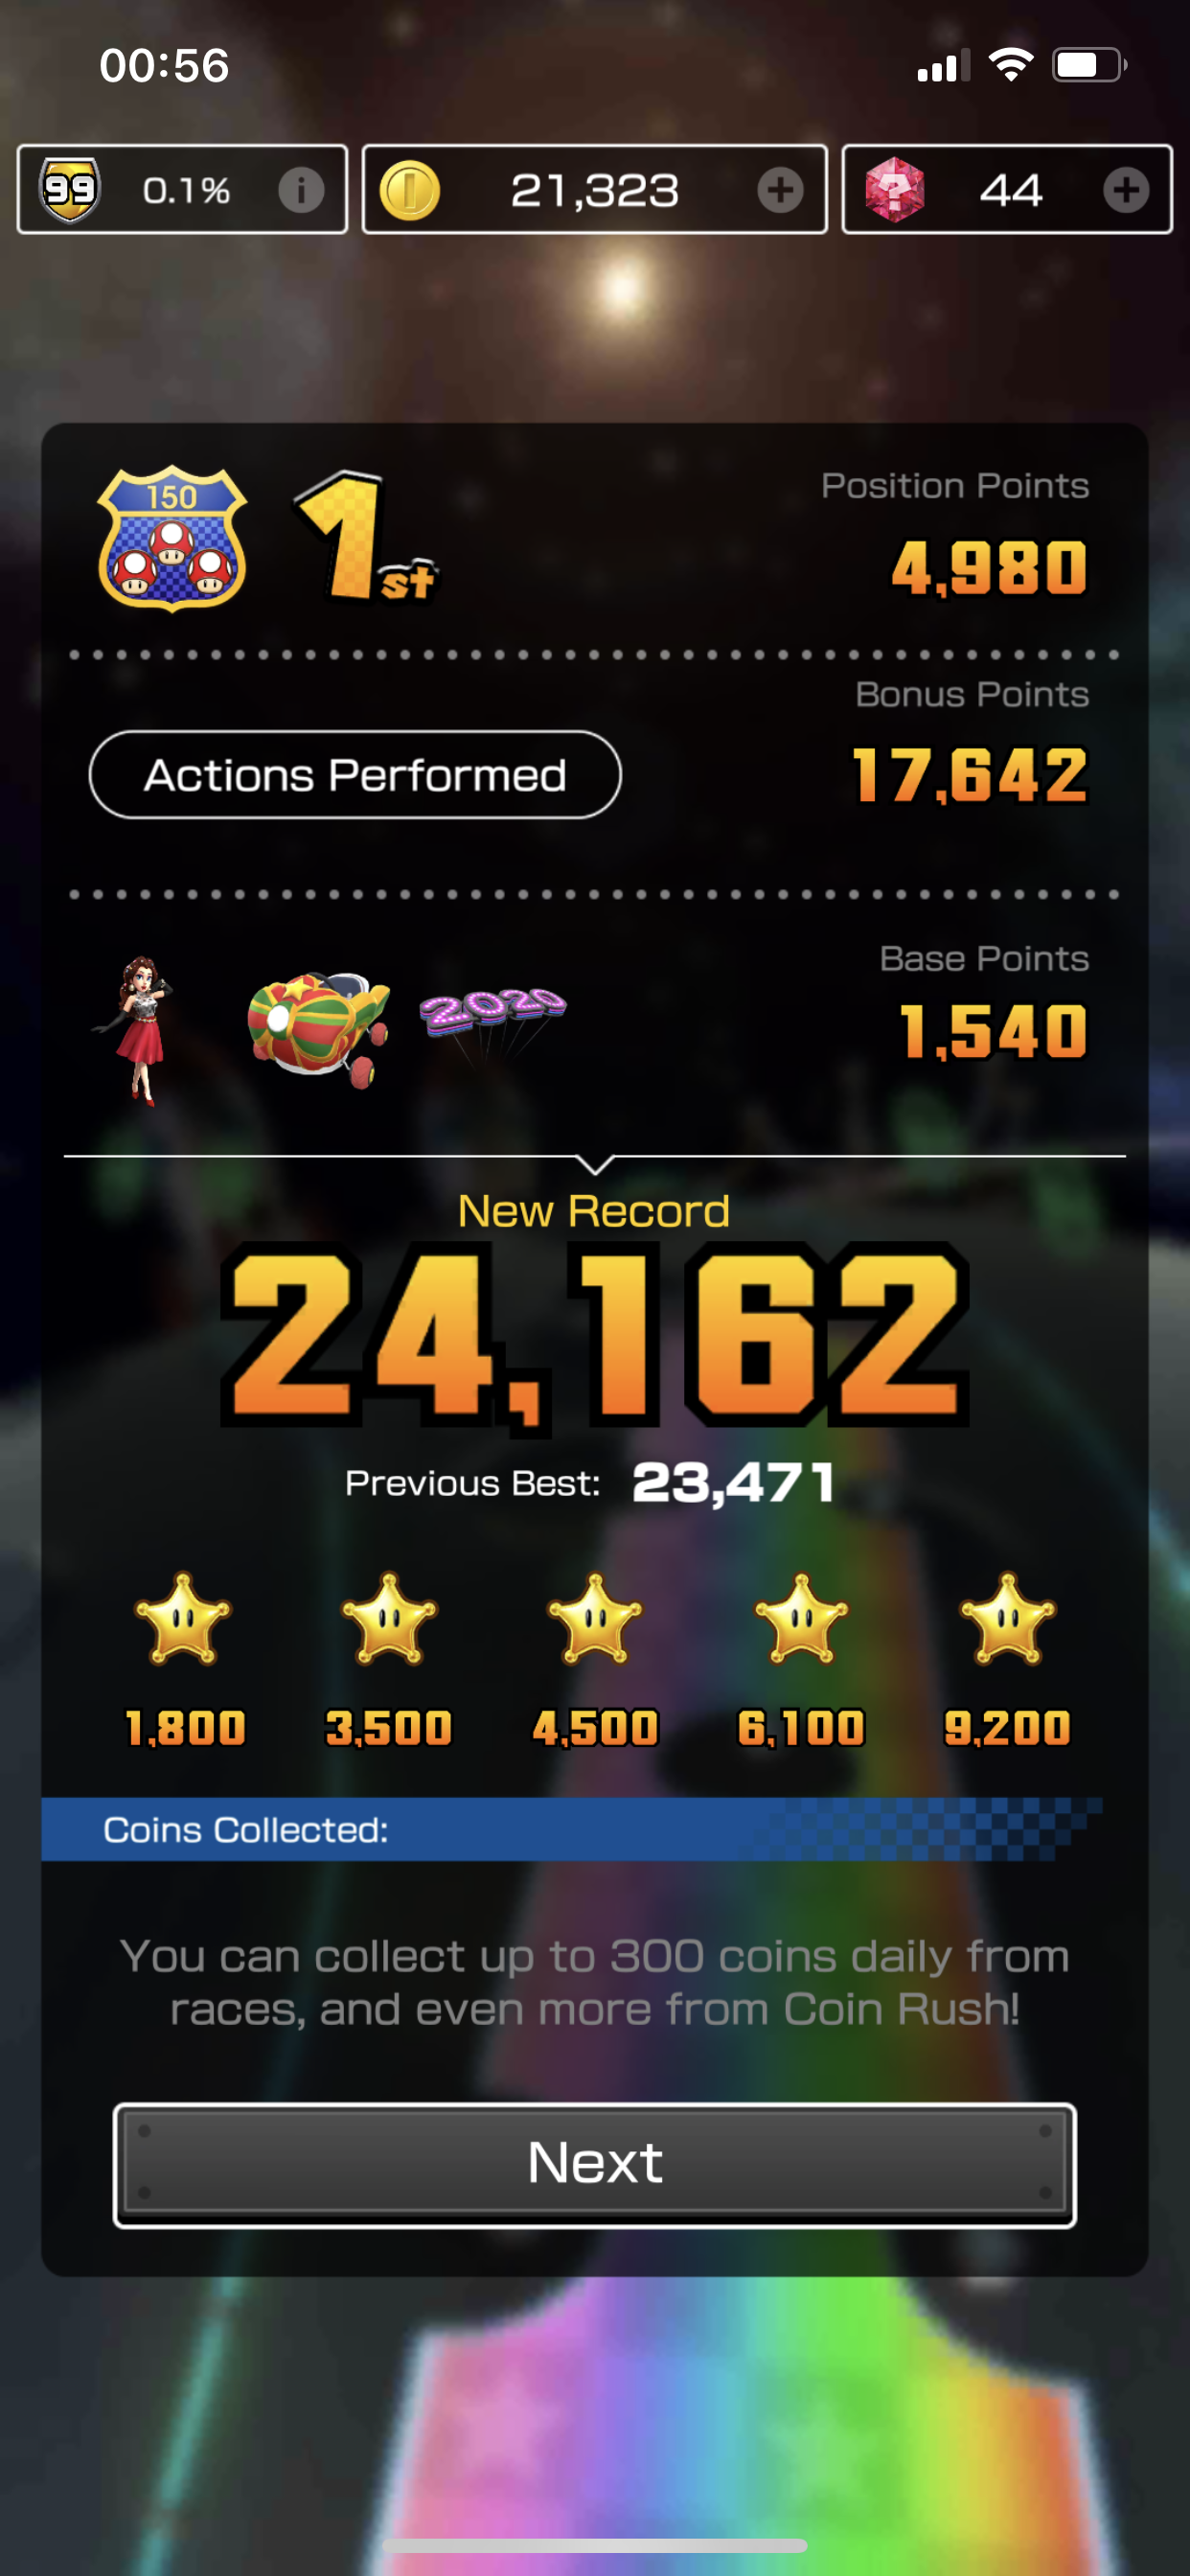 00:56
99 0.1% i 21,323 + 44 +
150
1st
Position Points
4,980
Bonus Points
Actions Performed
17,642
Base Points
2020
1,540
New Record
24,162
Previous Best: 23,471
1,800 3,500 4,500 6,100 9,200
Coins Collected:
You can collect up to 300 coins daily from
races, and even more from Coin Rush!
Next